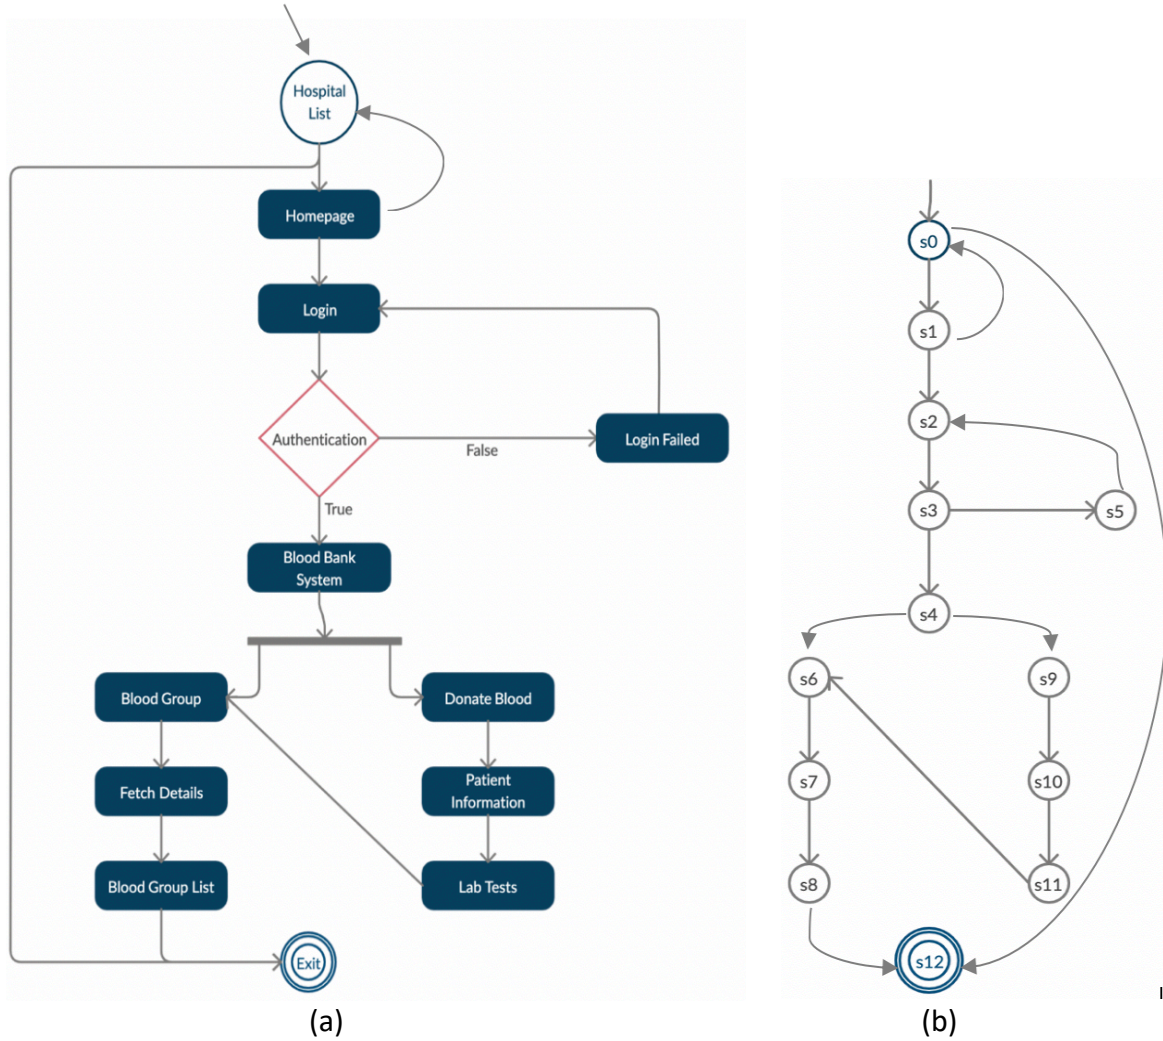 Hospital
List
Homepage
Login
Authentication
False
Login Failed
True
Blood Bank
System
Blood Group
Donate Blood
Fetch Details
Patient
Information
Blood Group List
Lab Tests
Exit
(a)
s0
s1
s2
s3
s5
s4
s6
s9
s7
s10
s8
s11
s12
(b)